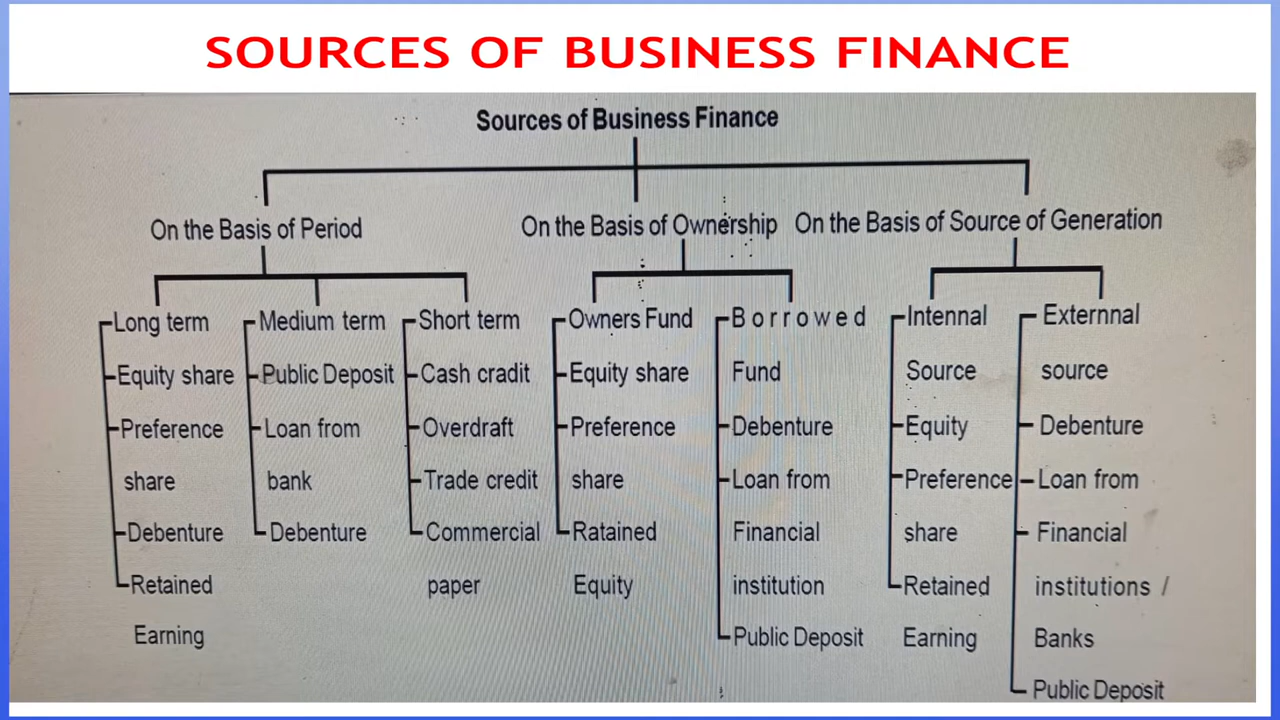 SOURCES OF BUSINESS FINANCE
Sources of Business Finance
On the Basis of Period
On the Basis of Ownership
On the Basis of Source of Generation
Long term
Equity share
Preference
share
Debenture
Retained
Earning
Medium term
Public Deposit
Loan from
bank
Debenture
Short term
Cash cradit
Overdraft
Trade credit
Commercial
paper
Owners Fund
Equity share
Preference
share
Ratained
Equity
Borrowed
Fund
Debenture
Loan from
Financial
institution
Public Deposit
Intennal
Source
Equity
Preference
share
Retained
Earning
Externnal
source
Debenture
Loan from
Financial
institutions /
Banks
Public Deposit